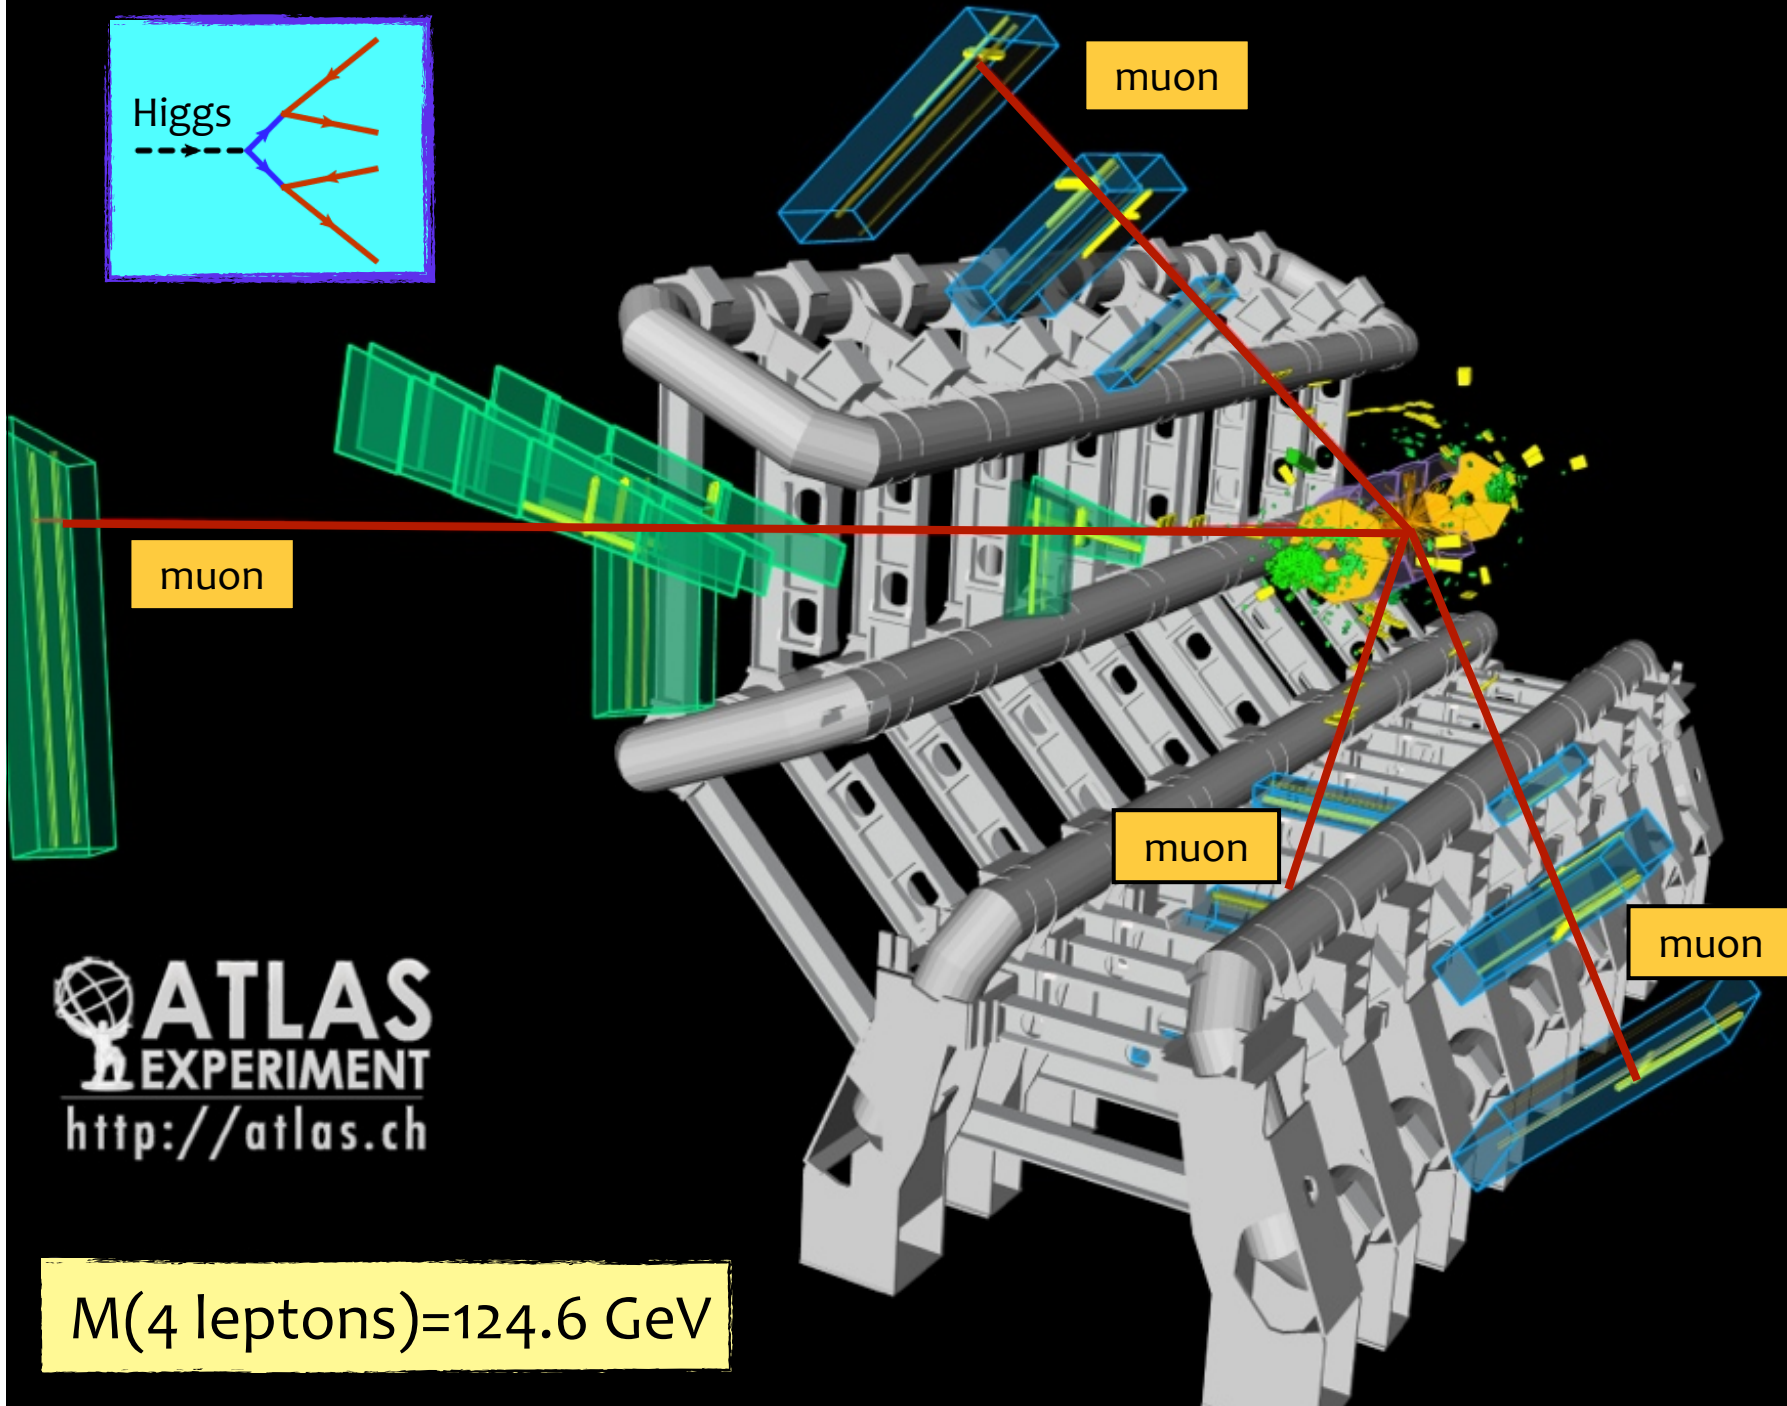 Higgs
muon
muon
muon
muon
ATLAS
EXPERIMENT
http://atlas.ch
M(4 leptons)=124.6 GeV